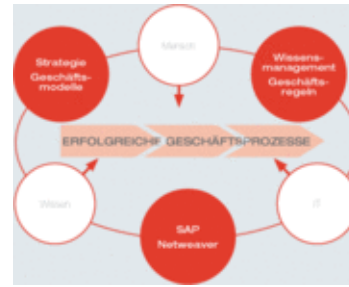 Mensch
Strategie
Geschäfts-
modelle
Wissens-
management
Geschäfts-
regeln
ERFOLGREICHE GESCHÄFTSPROZESSE
Wissen
IT
SAP
Netweaver